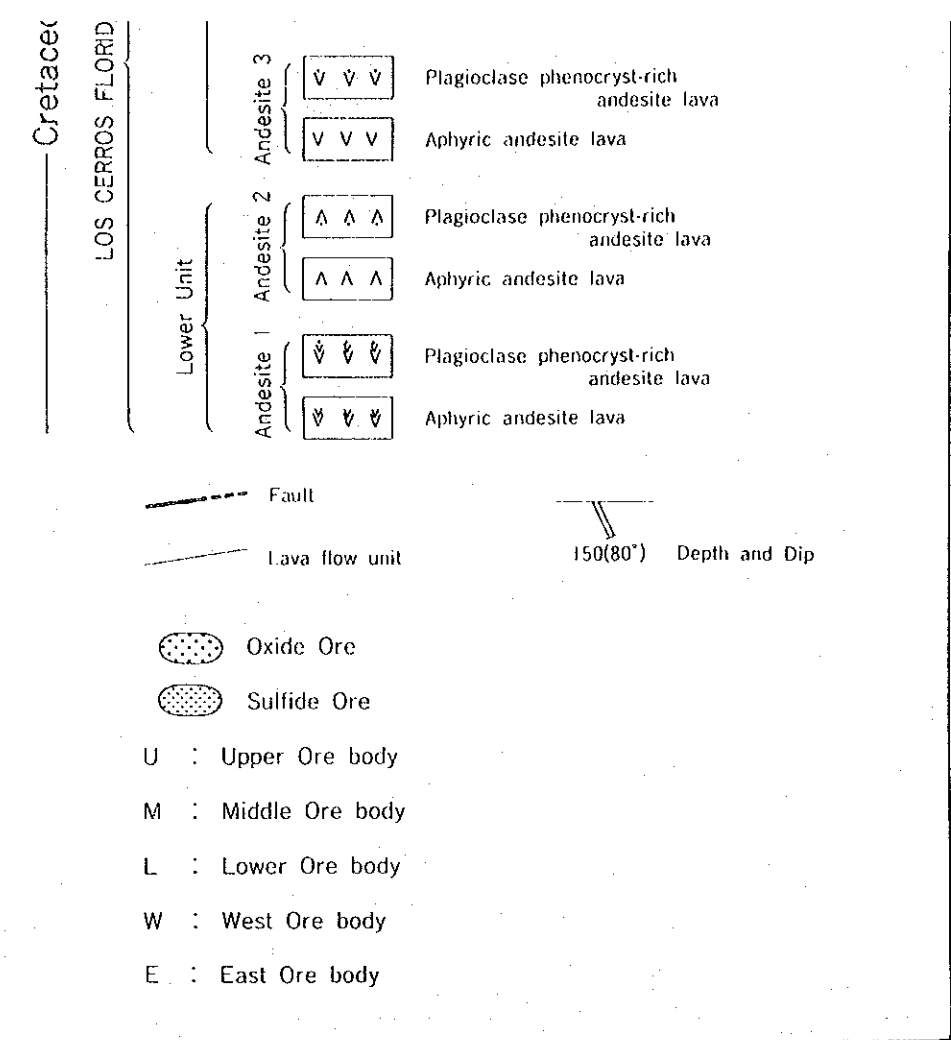 Cretaceo
LOS CERROS FLORID
Lower Unit
Andesite 3
Plagioclase phenocryst-rich
andesite lava
Aphyric andesite lava
Andesite 2
Plagioclase phenocryst-rich
andesite lava
Aphyric andesite lava
Andesite 1
Plagioclase phenocryst-rich
andesite lava
Aphyric andesite lava
Fault
Lava flow unit
150(80°) Depth and Dip
Oxide Ore
Sulfide Ore
U : Upper Ore body
M : Middle Ore body
L : Lower Ore body
W : West Ore body
E : East Ore body